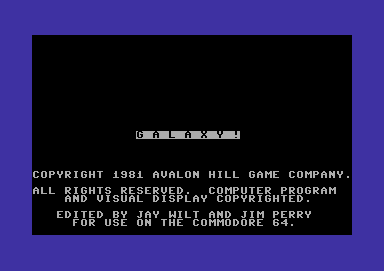 G A L A X Y !
COPYRIGHT 1981 AVALON HILL GAME COMPANY.
ALL RIGHTS RESERVED. COMPUTER PROGRAM
AND VISUAL DISPLAY COPYRIGHTED.
EDITED BY JAY WILT AND JIM PERRY
FOR USE ON THE COMMODORE 64.